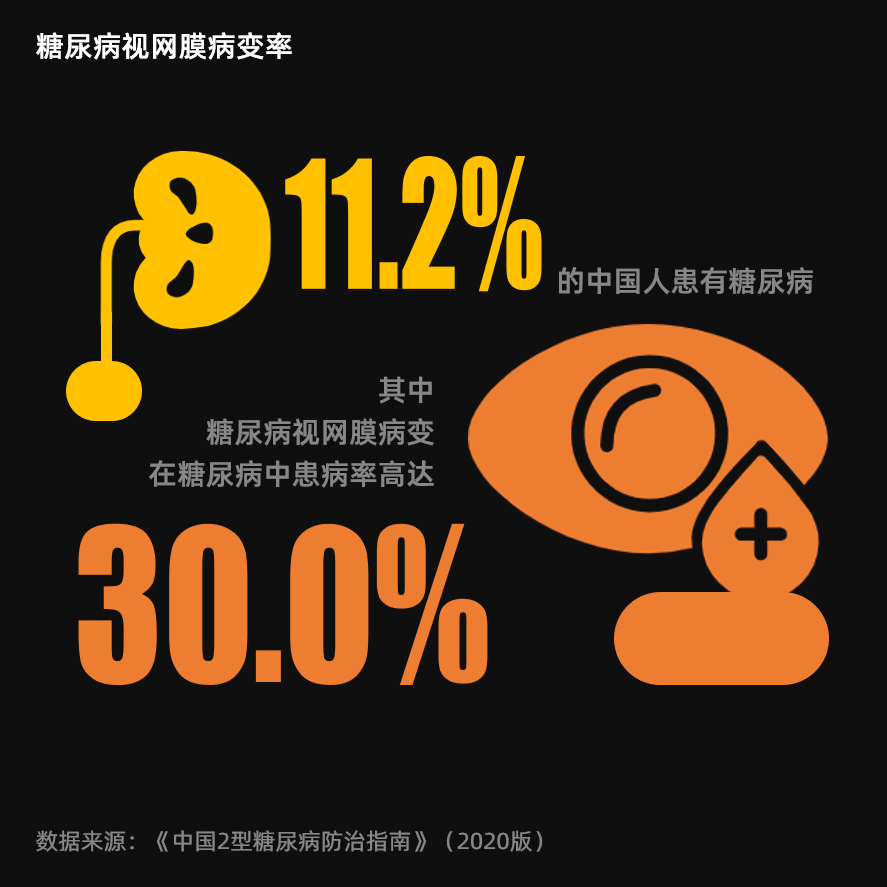 糖尿病视网膜病变率
11.2%
的中国人患有糖尿病
其中
糖尿病视网膜病变
在糖尿病中患病率高达
30.0%
数据来源：《中国2型糖尿病防治指南》（2020版）